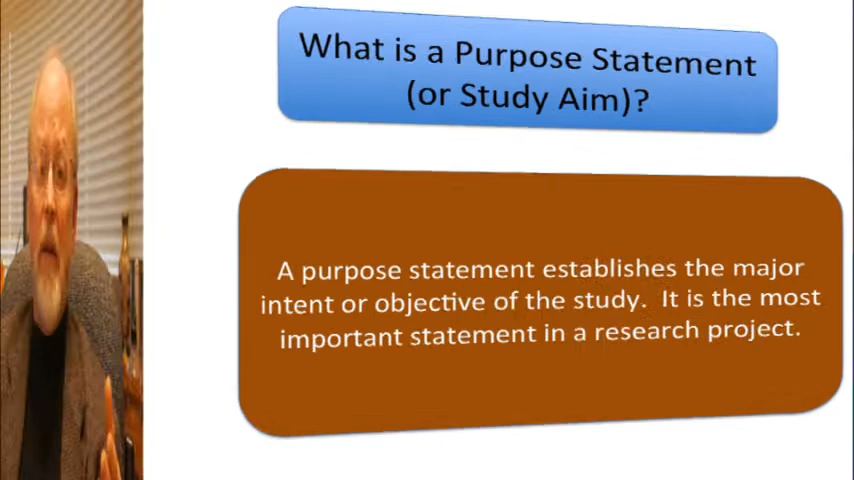 What is a Purpose Statement
(or Study Aim)?
A purpose statement establishes the major
intent or objective of the study.  It is the most
important statement in a research project.